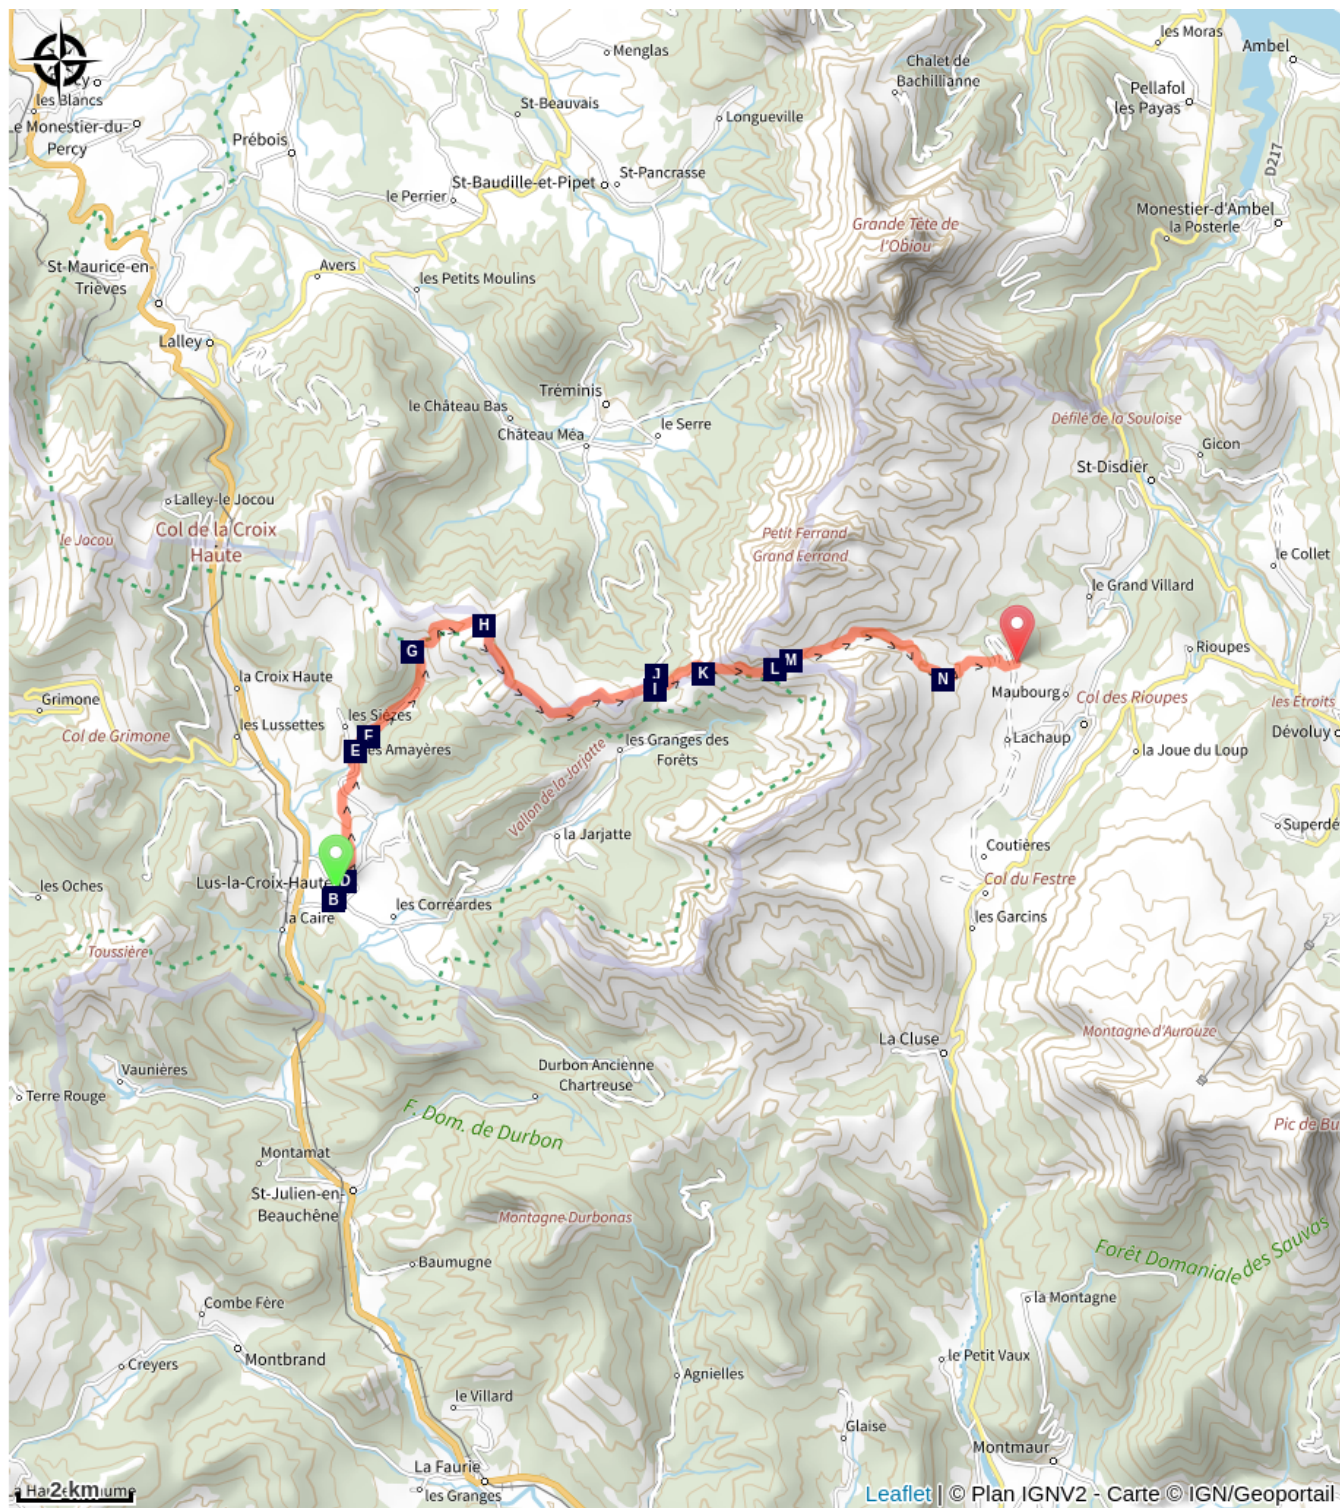 les Moras
Ambel
Menglas
Chalet de
Bachillianne
Pellafol
les Payas
les Blancs
St-Beauvais
Longueville
Le Monestier-du-
Percy
Prébois
D217
St-Pancrasse
St-Baudille-et-Pipet
le Perrier
Monestier-d'Ambel
la Posterle
Grande Tête de
l'Obiou
Avers
les Petits Moulins
St-Maurice-en-
Trièves
Lalley
Tréminis
le Château Bas
le Serre
Château Méa
Défilé de la Souloise
Gicon
St-Disdier
Lalley-le Jocou
Col de la Croix
Haute
le Jocou
Petit Ferrand
Grand Ferrand
le Collet
le Grand Villard
H
G
Rioupes
J
I
K
L
M
N
la Croix Haute
Maubourg
Grimone
Col des Rioupes
les Etroits
les Sièzes
les Lussettes
Col de Grimone
F
E
es Amayères
les Granges des
Forêts
Lachaup
la Joue du Loup
Dévoluy
Vallon de la Jarjatte
la Jarjatte
Superdé
Coutières
Lus-la-Croix-Haute
D
B
les Oches
Col du Festre
les Corréardes
la Caire
les Garcins
Toussière
Montagne d'Aurouze
La Cluse
Vaunières
Durbon Ancienne
Chartreuse
Terre Rouge
F. Dom. de Durbon
Pic de Bu
Montamat
St-Julien-en-
Beauchêne
Montagne Durbonas
Forêt Domaniale des Sauvas
Baumugne
la Montagne
Combe Fère
Montbrand
Creyers
le Petit Vaux
Agnielles
le Villard
Glaise
Montmaur
La Faurie
les Granges
2 km
Leaflet | © Plan IGNV2 - Carte © IGN/Geoportail